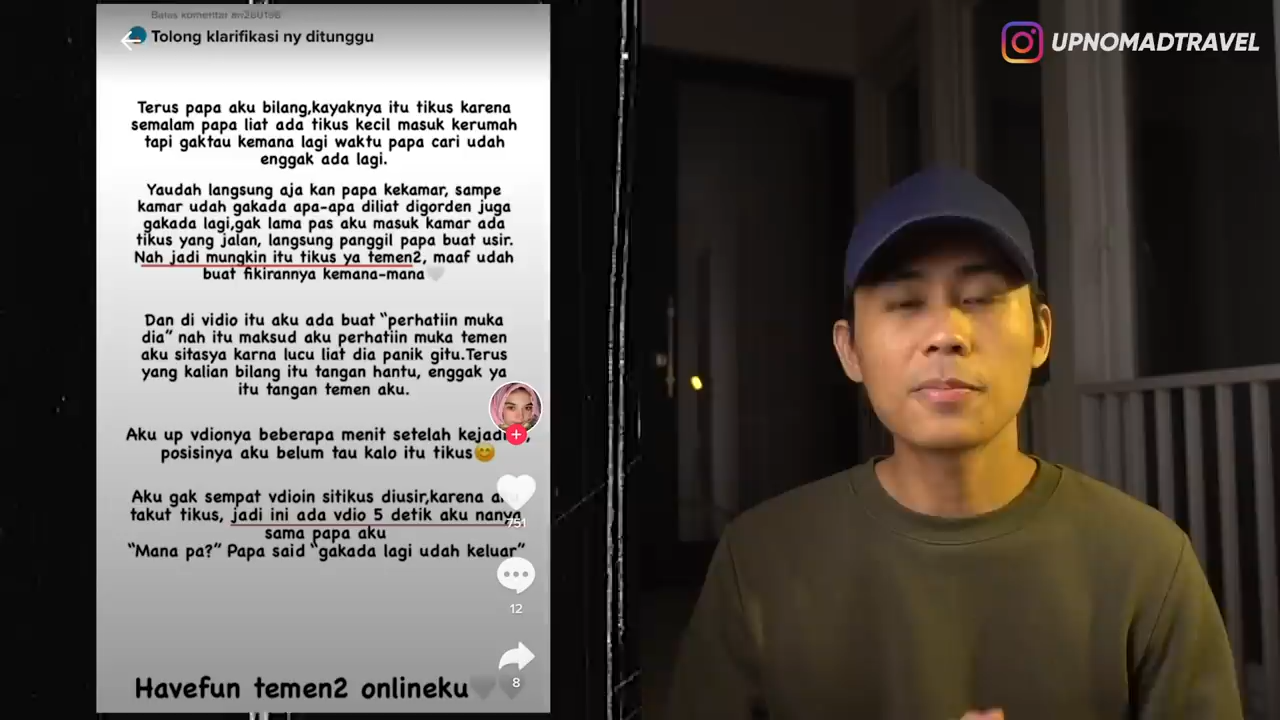 Balas komentar
Tolong klarifikasi ny ditunggu
UPNOMADTRAVEL
Terus papa aku bilang,kayaknya itu tikus karena
semalam papa liat ada tikus kecil masuk kerumah
tapi gaktau kemana lagi waktu papa cari udah
enggak ada lagi.
Yaudah langsung aja kan papa kekamar, sampe
kamar udah gakada apa-apa diliat digorden juga
gakada lagi,gak lama pas aku masuk kamar ada
tikus yang jalan, langsung panggil papa buat usir.
Nah jadi mungkin itu tikus ya temen2, maaf udah
buat fikirannya kemana-mana🤍
Dan di vidio itu aku ada buat “perhatiin muka
dia” nah itu maksud aku perhatiin muka temen
aku sitasya karna lucu liat dia panik gitu.Terus
yang kalian bilang itu tangan hantu, enggak ya
itu tangan temen aku.
Aku up vdionya beberapa menit setelah
posisinya aku belum tau kalo itu tikus😊
Aku gak sempat vdioin sitikus diusir,karena
takut tikus, jadi ini ada vdio 5 detik aku nanya
sama papa aku
“Mana pa?” Papa said “gakada lagi udah keluar”
751
12
8
Havefun temen2 onlineku🤍🤍